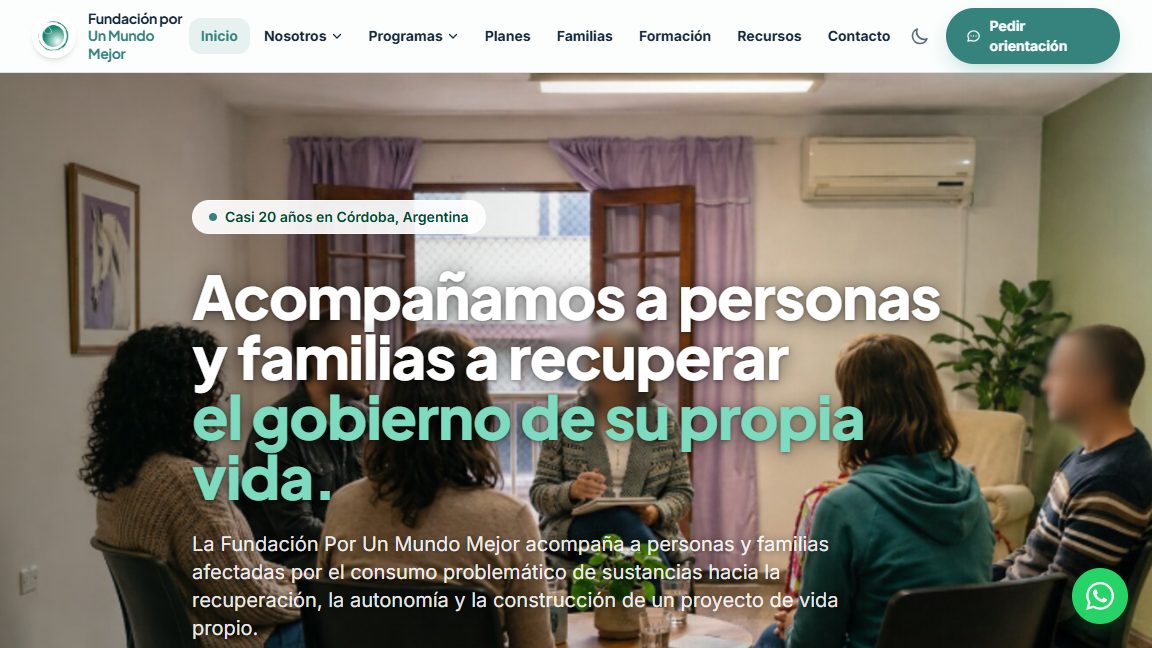 Fundación por
Un Mundo
Mejor
Inicio
Nosotros
Programas
Planes
Familias
Formación
Recursos
Contacto
Pedir
orientación
Casi 20 años en Córdoba, Argentina
Acompañamos a personas
y familias a recuperar
el gobierno de su propia
vida.
La Fundación Por Un Mundo Mejor acompaña a personas y familias
afectadas por el consumo problemático de sustancias hacia la
recuperación, la autonomía y la construcción de un proyecto de vida
propio.